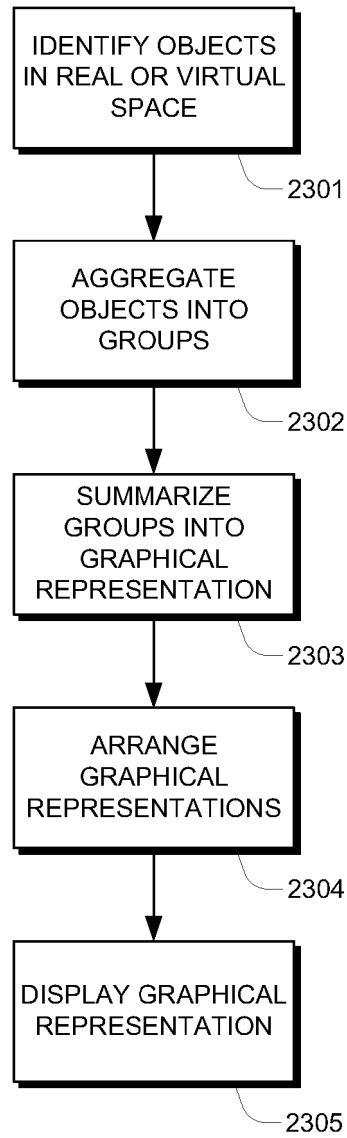 IDENTIFY OBJECTS
IN REAL OR VIRTUAL
SPACE
2301
AGGREGATE
OBJECTS INTO
GROUPS
2302
SUMMARIZE
GROUPS INTO
GRAPHICAL
REPRESENTATION
2303
ARRANGE
GRAPHICAL
REPRESENTATIONS
2304
DISPLAY GRAPHICAL
REPRESENTATION
2305